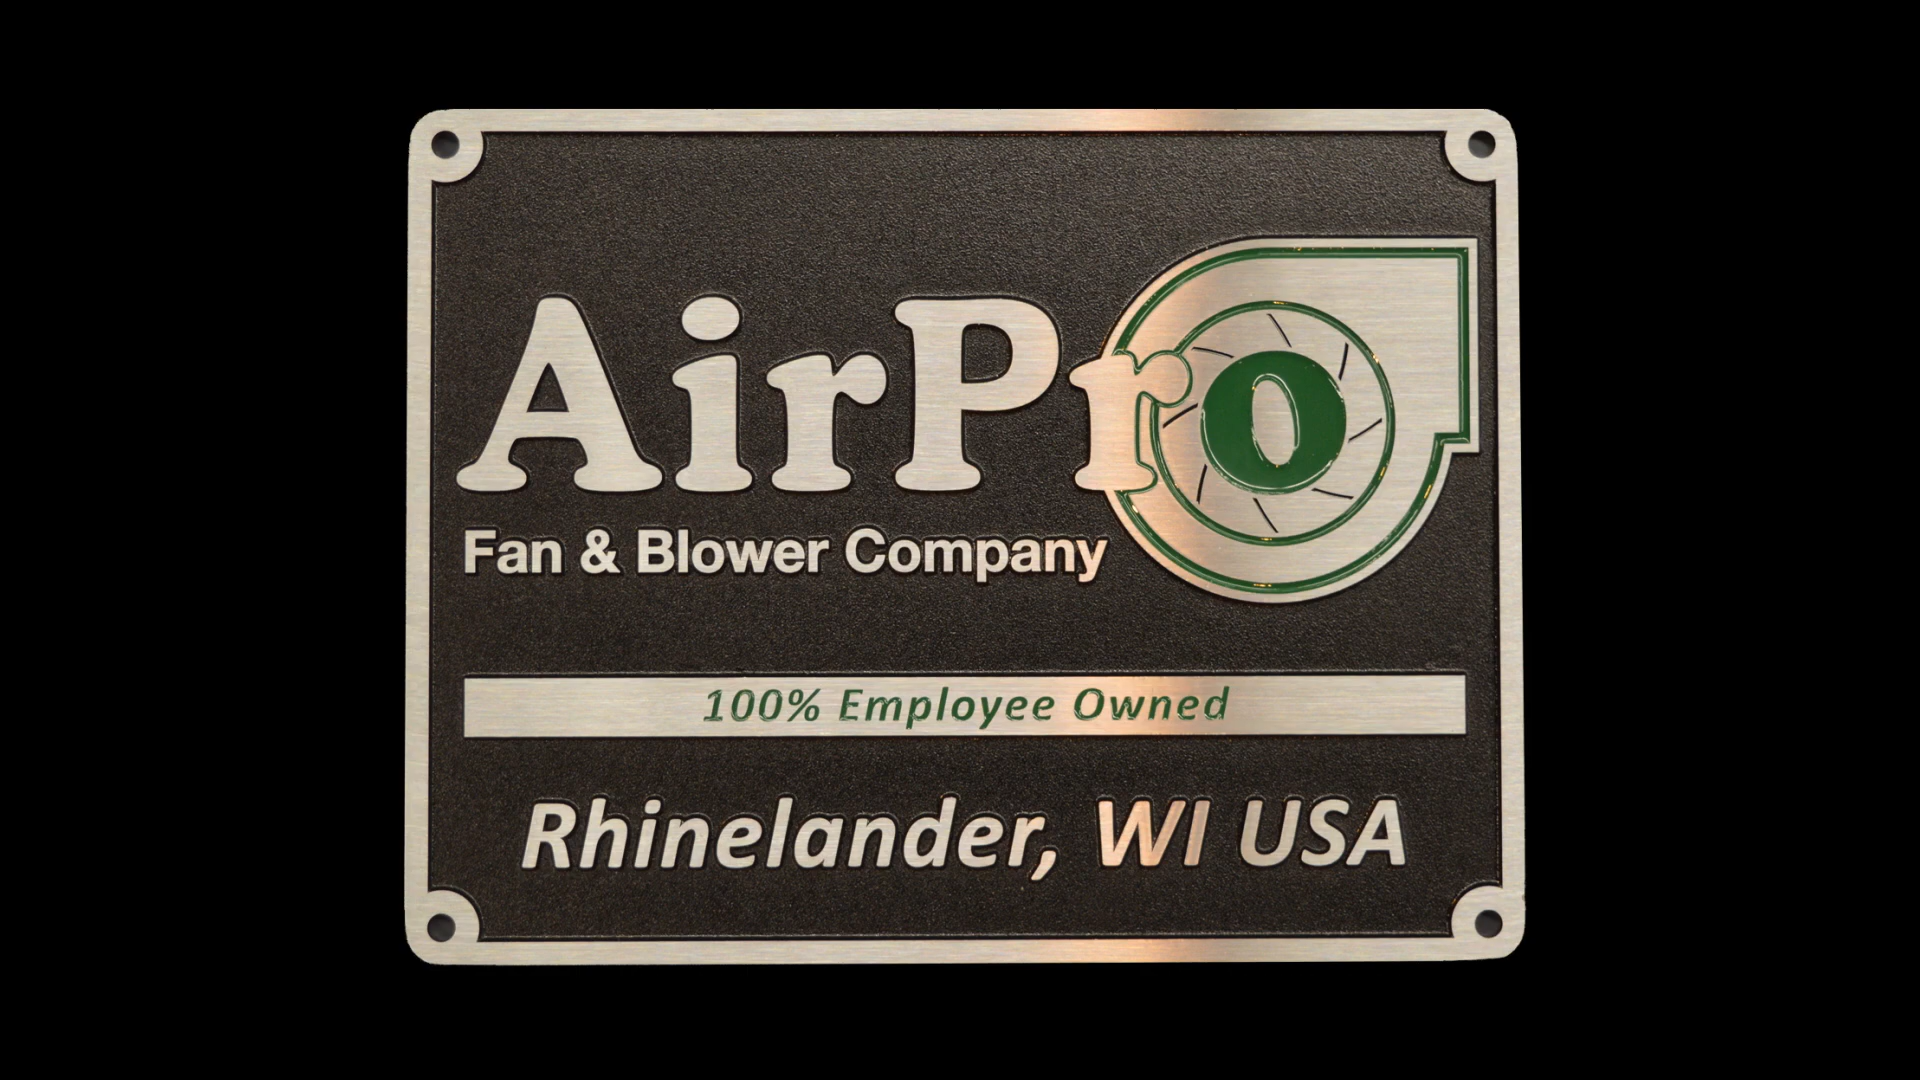 AirPro
Fan & Blower Company
100% Employee Owned
Rhinelander, WI USA